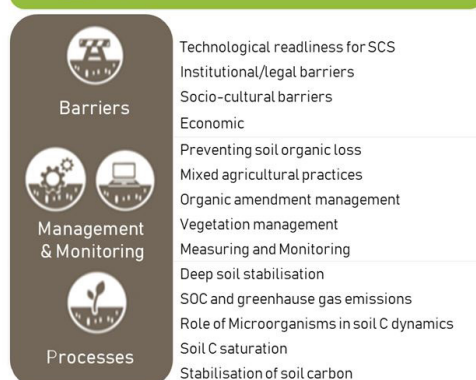 Barriers
Technological readiness for SCS
Institutional/legal barriers
Socio-cultural barriers
Economic
Management
& Monitoring
Preventing soil organic loss
Mixed agricultural practices
Organic amendment management
Vegetation management
Measuring and Monitoring
Processes
Deep soil stabilisation
SOC and greenhause gas emissions
Role of Microorganisms in soil C dynamics
Soil C saturation
Stabilisation of soil carbon